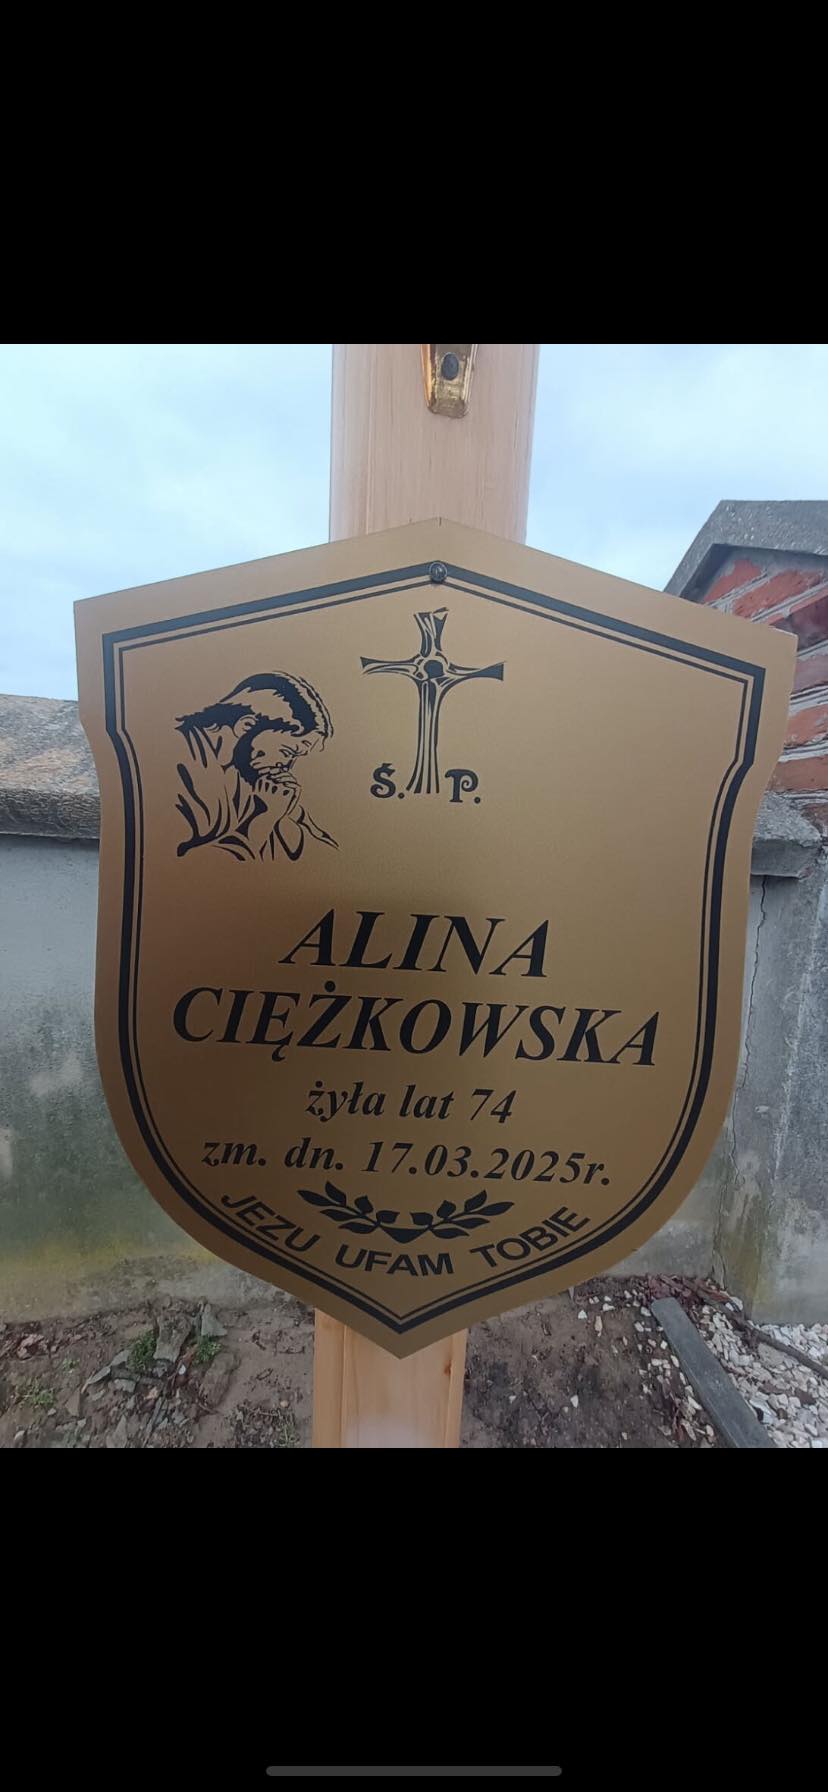 Ś. P.
ALINA
CIĘŻKOWSKA
żyła lat 74
zm. dn. 17.03.2025r.
JEZU UFAM TOBIE